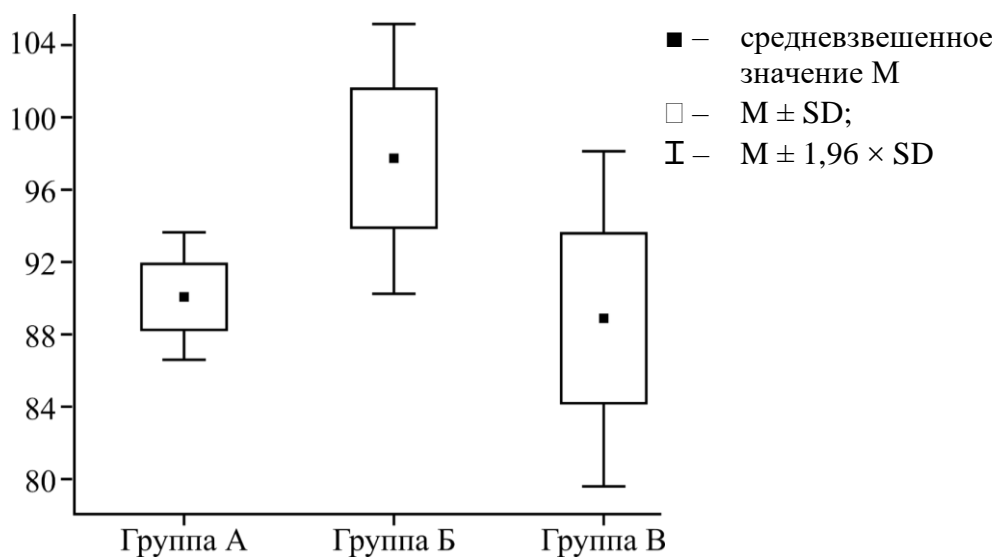 104
100
96
92
88
84
80
Группа А
Группа Б
Группа В
■ – средневзвешенное
значение М
□ – M ± SD;
I – M ± 1,96 × SD